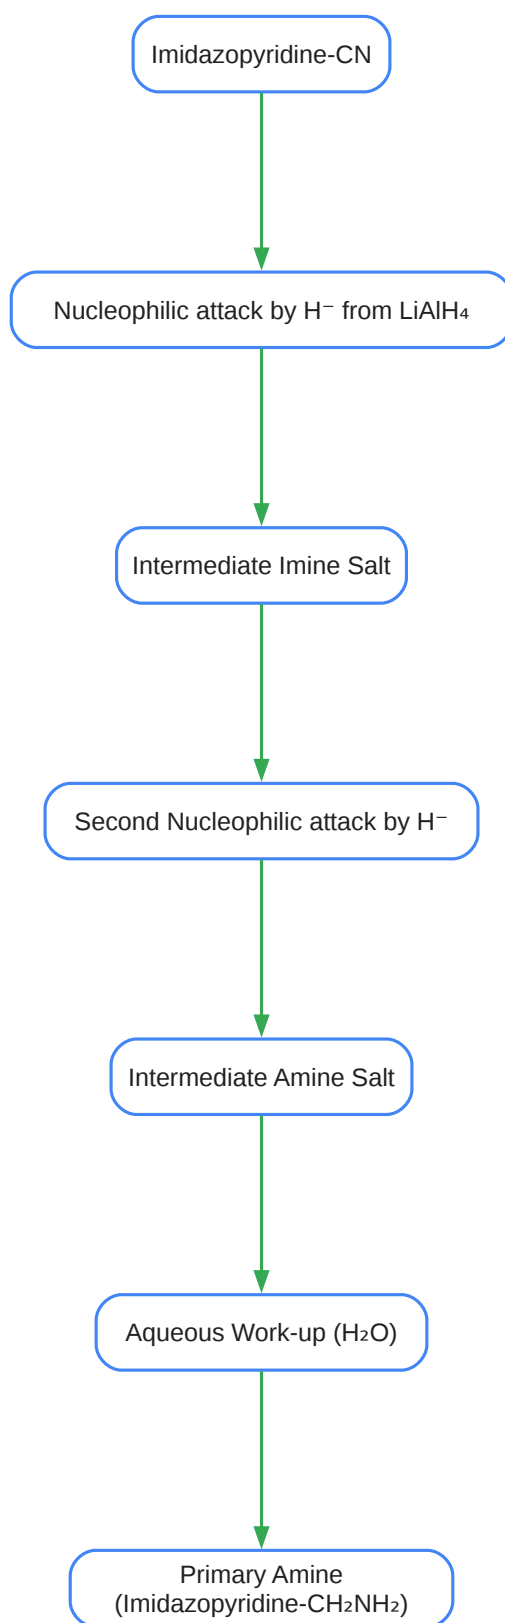 Imidazopyridine-CN
Nucleophilic attack by H⁻ from LiAlH₄
Intermediate Imine Salt
Second Nucleophilic attack by H⁻
Intermediate Amine Salt
Aqueous Work-up (H₂O)
Primary Amine
(Imidazopyridine-CH₂NH₂)